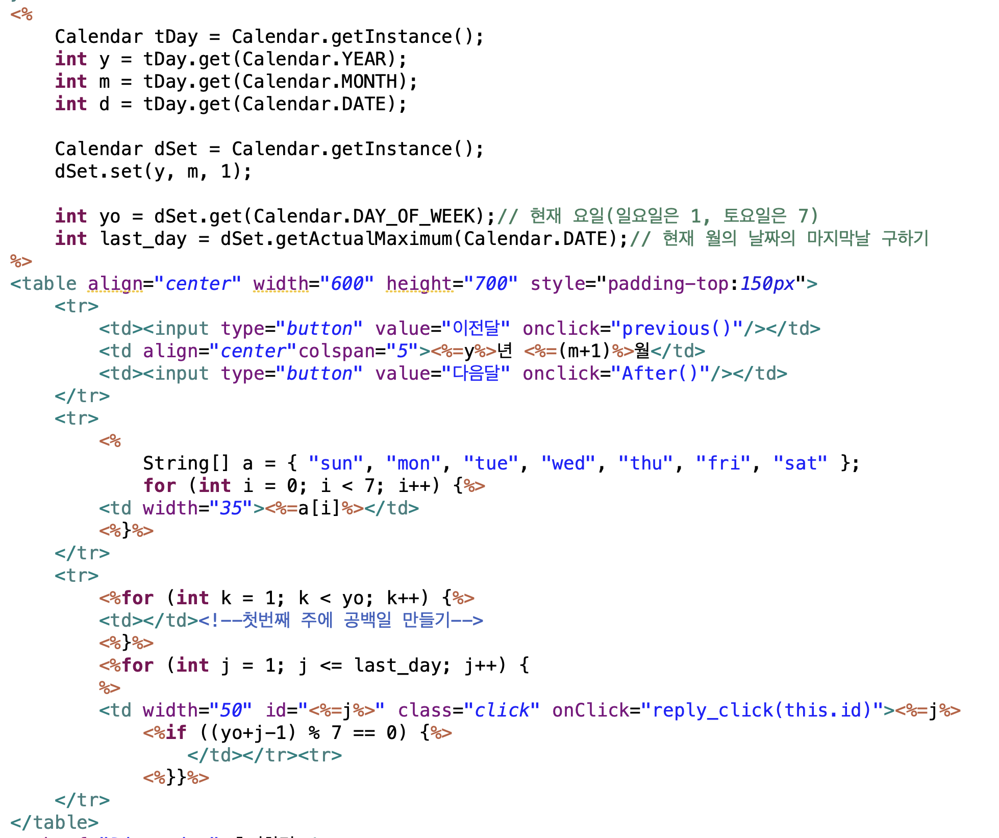 <%
Calendar tDay = Calendar.getInstance();
int y = tDay.get(Calendar.YEAR);
int m = tDay.get(Calendar.MONTH);
int d = tDay.get(Calendar.DATE);
Calendar dSet = Calendar.getInstance();
dSet.set(y, m, 1);
int yo = dSet.get(Calendar.DAY_OF_WEEK);// 현재 요일(일요일은 1, 토요일은 7)
int last_day = dSet.getActualMaximum(Calendar.DATE);// 현재 월의 날짜의 마지막날 구하기
%>
<table align="center" width="600" height="700" style="padding-top:150px">
<tr>
<td><input type="button" value="이전달" onclick="previous()"/></td>
<td align="center"colspan="5"><%=y%>년 <%=(m+1)%>월</td>
<td><input type="button" value="다음달" onclick="After()"/></td>
</tr>
<tr>
<%
String[] a = { "sun", "mon", "tue", "wed", "thu", "fri", "sat" };
for (int i = 0; i < 7; i++) {%>
<td width="35"><%=a[i]%></td>
<%}%>
</tr>
<tr>
<%for (int k = 1; k < yo; k++) {%>
<td></td><!--첫번째 주에 공백일 만들기-->
<%}%>
<%for (int j = 1; j <= last_day; j++) {
%>
<td width="50" id="<%=j%>" class="click" onClick="reply_click(this.id)"><%=j%>
<%if ((yo+j-1) % 7 == 0) {%>
</td></tr><tr>
<%}}%>
</tr>
</table>